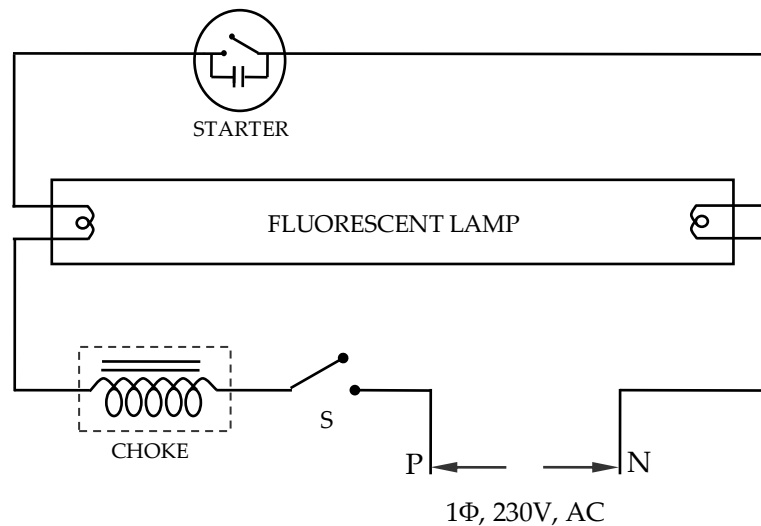 STARTER
FLUORESCENT LAMP
CHOKE
S
P
N
1Φ, 230V, AC